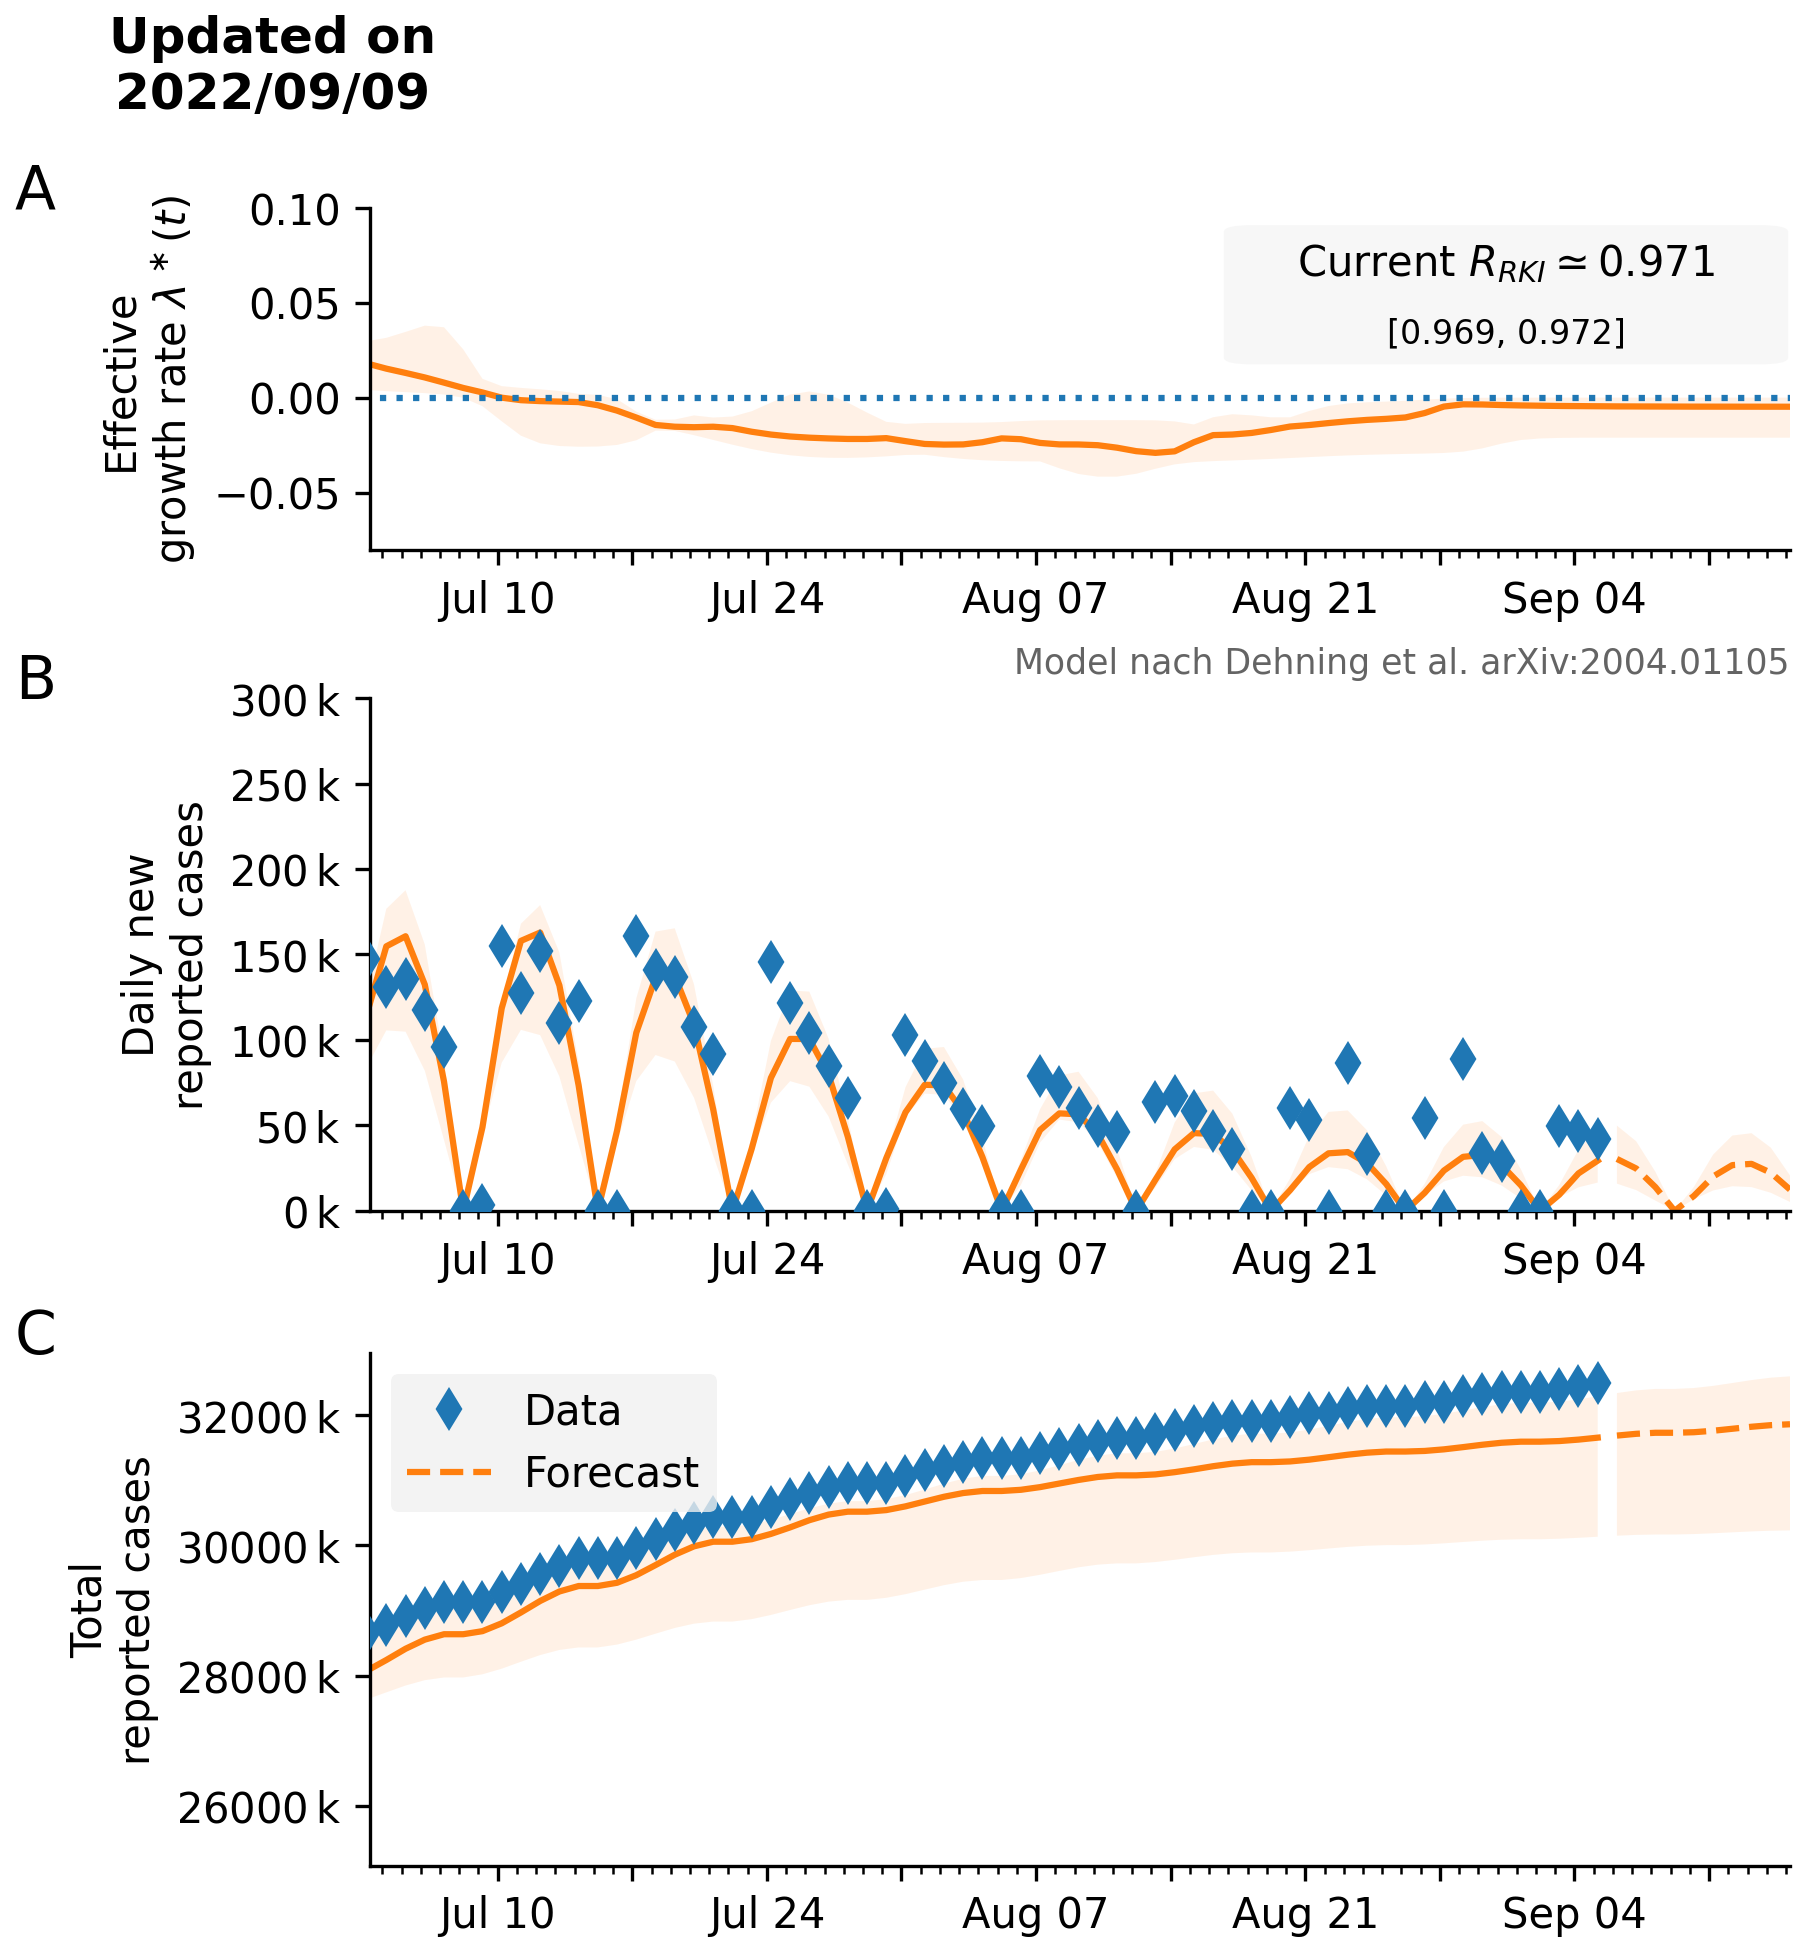 Updated on
2022/09/09
A
Effective
growth rate λ * (t)
0.10
0.05
0.00
−0.05
Current R_RKI ≃ 0.971
[0.969, 0.972]
Jul 10
Jul 24
Aug 07
Aug 21
Sep 04
Model nach Dehning et al. arXiv:2004.01105
B
Daily new
reported cases
300 k
250 k
200 k
150 k
100 k
50 k
0 k
Jul 10
Jul 24
Aug 07
Aug 21
Sep 04
C
Total
reported cases
32000 k
30000 k
28000 k
26000 k
Data
Forecast
Jul 10
Jul 24
Aug 07
Aug 21
Sep 04